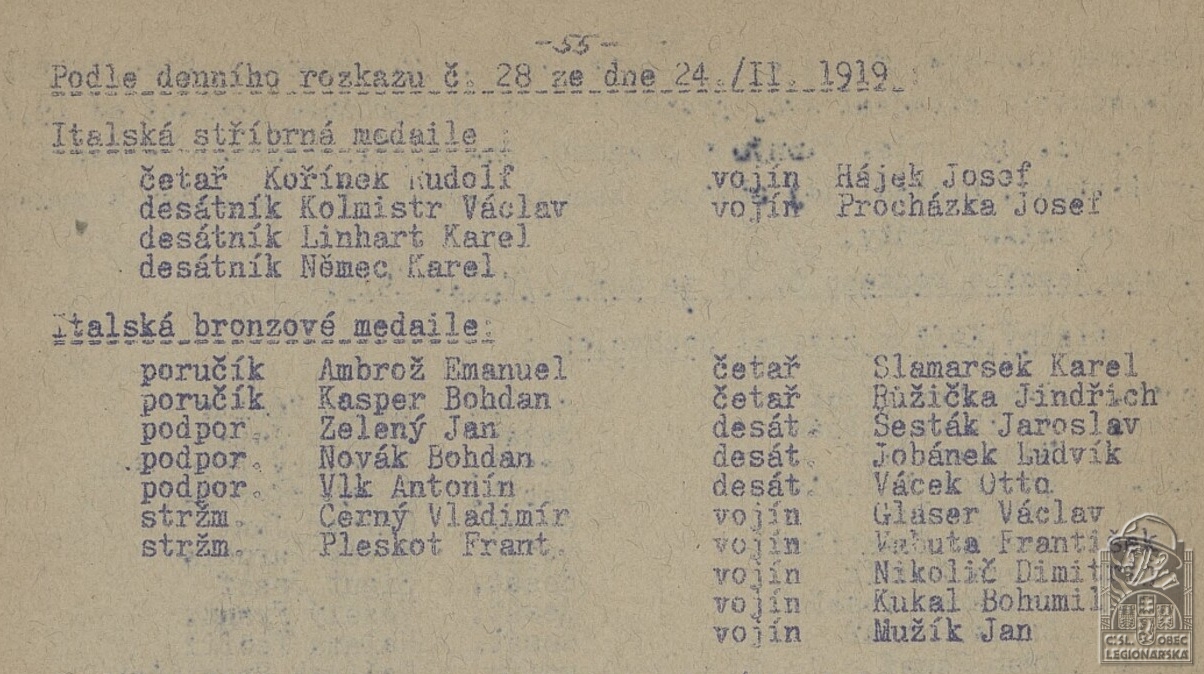 -55-
Podle denního rozkazu č. 28 ze dne 24./II. 1919 :
Italská stříbrná medaile :
četař Kořínek Rudolf vojín Hájek Josef
desátník Kolmistr Václav vojín Procházka Josef
desátník Linhart Karel
desátník Němec Karel.
Italská bronzové medaile:
poručík Ambrož Emanuel četař Slamarsek Karel
poručík Kasper Bohdan četař Růžička Jindřich
podpor. Zelený Jan desát. Šesták Jaroslav
podpor. Novák Bohdan desát. Jobánek Ludvík
podpor. Vlk Antonín desát. Vácek Otto
stržm. Černý Vladimír vojín Glaser Václav
stržm. Pleskot Frant. vojín František
vojín Nikolič
vojín Kukal Bohumil
vojín Mužík Jan
ČSL. OBEC
LEGIONÁŘSKÁ